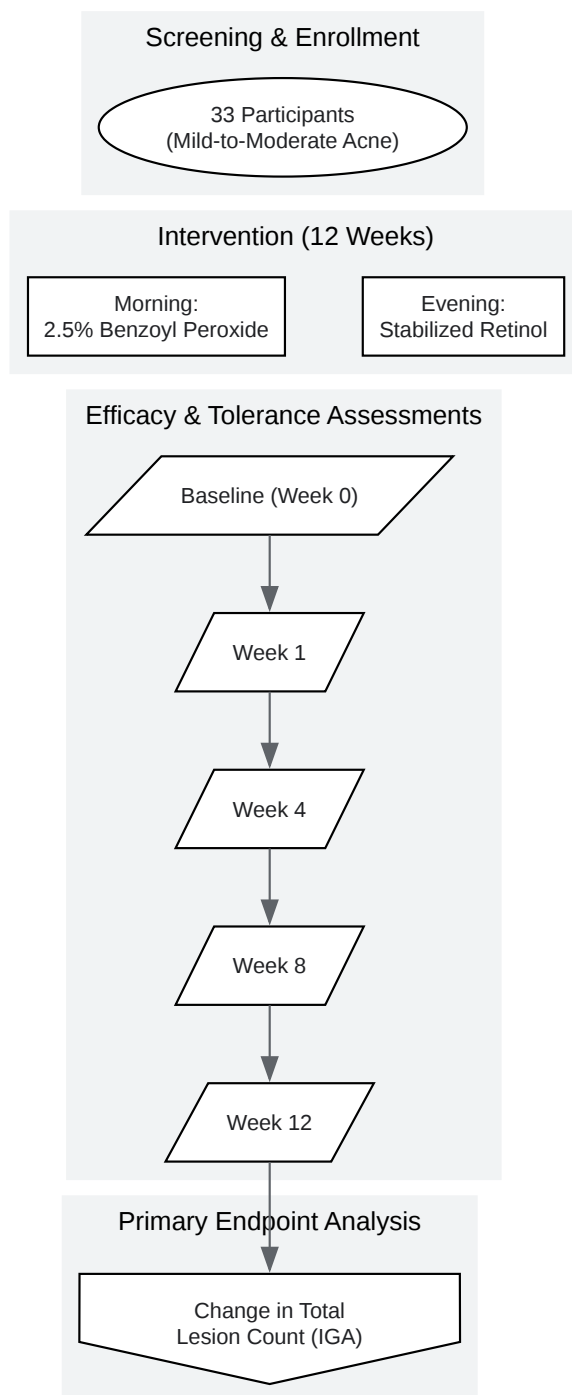 Screening & Enrollment
33 Participants
(Mild-to-Moderate Acne)
Intervention (12 Weeks)
Morning:
2.5% Benzoyl Peroxide
Evening:
Stabilized Retinol
Efficacy & Tolerance Assessments
Baseline (Week 0)
Week 1
Week 4
Week 8
Week 12
Primary Endpoint Analysis
Change in Total
Lesion Count (IGA)